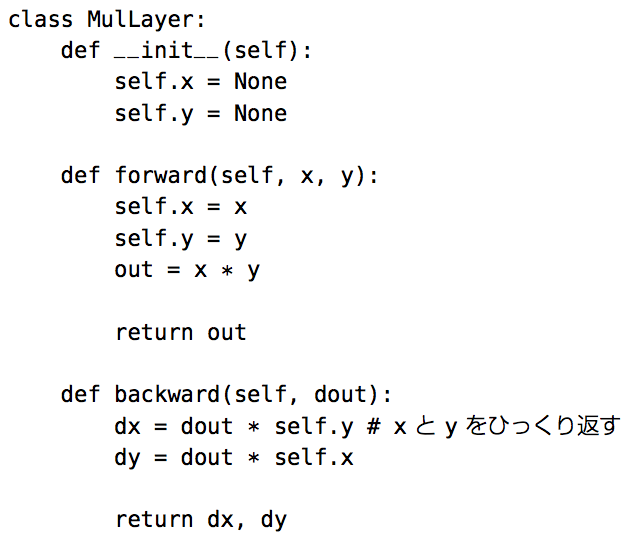 class MulLayer:
    def __init__(self):
        self.x = None
        self.y = None

    def forward(self, x, y):
        self.x = x
        self.y = y
        out = x * y

        return out

    def backward(self, dout):
        dx = dout * self.y # x と y をひっくり返す
        dy = dout * self.x

        return dx, dy